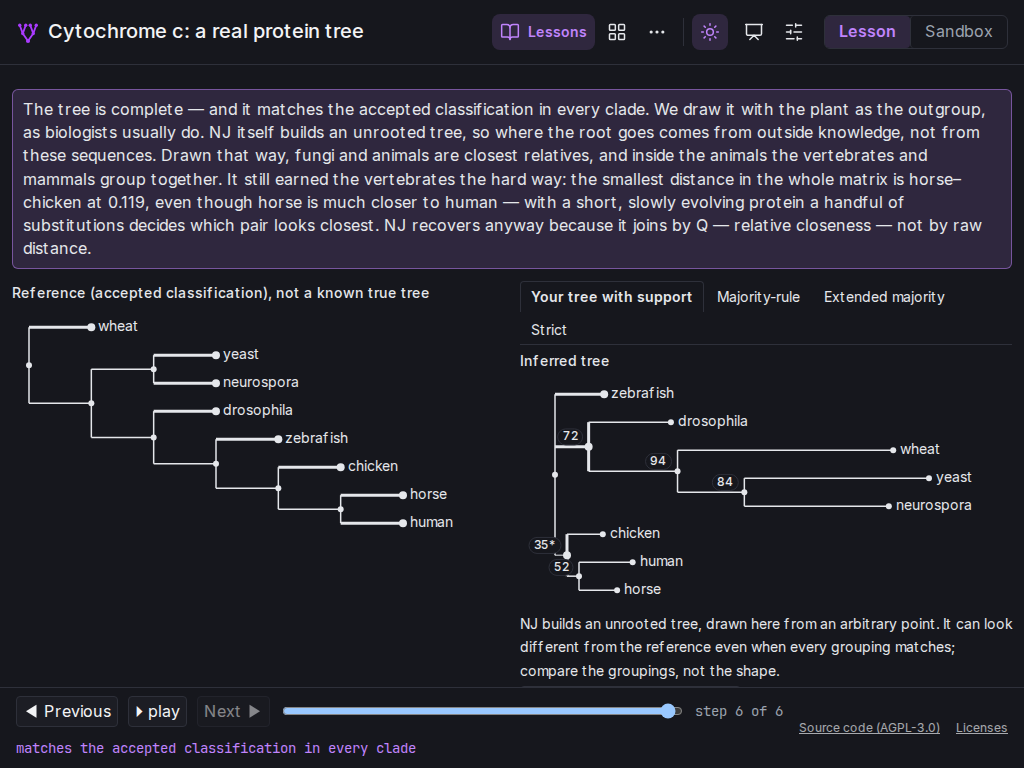 Cytochrome c: a real protein tree
Lessons
Lesson
Sandbox
The tree is complete — and it matches the accepted classification in every clade. We draw it with the plant as the outgroup,
as biologists usually do. NJ itself builds an unrooted tree, so where the root goes comes from outside knowledge, not from
these sequences. Drawn that way, fungi and animals are closest relatives, and inside the animals the vertebrates and
mammals group together. It still earned the vertebrates the hard way: the smallest distance in the whole matrix is horse–
chicken at 0.119, even though horse is much closer to human — with a short, slowly evolving protein a handful of
substitutions decides which pair looks closest. NJ recovers anyway because it joins by Q — relative closeness — not by raw
distance.
Reference (accepted classification), not a known true tree
wheat
yeast
neurospora
drosophila
zebrafish
chicken
horse
human
Your tree with support
Majority-rule
Extended majority
Strict
Inferred tree
zebrafish
drosophila
72
wheat
94
yeast
84
neurospora
chicken
35*
human
52
horse
NJ builds an unrooted tree, drawn here from an arbitrary point. It can look
different from the reference even when every grouping matches;
compare the groupings, not the shape.
Previous
play
Next
step 6 of 6
Source code (AGPL-3.0)
Licenses
matches the accepted classification in every clade